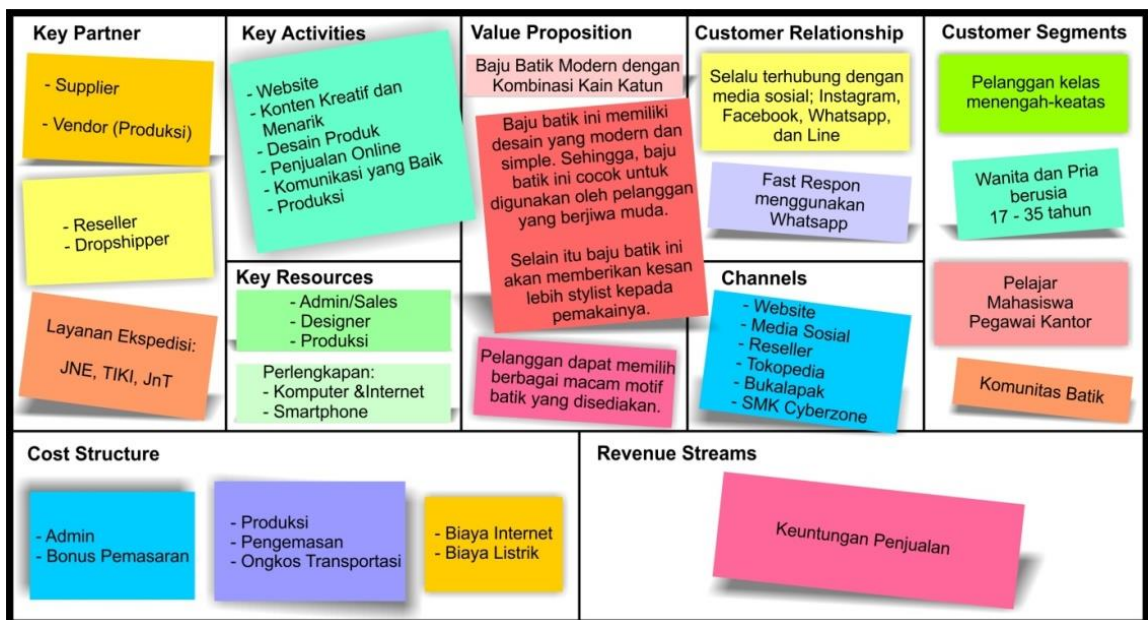 Key Partner
- Supplier
- Vendor (Produksi)
- Reseller
- Dropshipper
Layanan Ekspedisi:
JNE, TIKI, JnT
Key Activities
- Website
- Konten Kreatif dan
Menarik
- Desain Produk
- Penjualan Online
- Komunikasi yang Baik
- Produksi
Key Resources
- Admin/Sales
- Designer
- Produksi
Perlengkapan:
- Komputer &Internet
- Smartphone
Value Proposition
Baju Batik Modern dengan
Kombinasi Kain Katun
Baju batik ini memiliki
desain yang modern dan
simple. Sehingga, baju
batik ini cocok untuk
digunakan oleh pelanggan
yang berjiwa muda.
Selain itu baju batik ini
akan memberikan kesan
lebih stylist kepada
pemakainya.
Pelanggan dapat memilih
berbagai macam motif
batik yang disediakan.
Customer Relationship
Selalu terhubung dengan
media sosial; Instagram,
Facebook, Whatsapp,
dan Line
Fast Respon
menggunakan
Whatsapp
Channels
- Website
- Media Sosial
- Reseller
- Tokopedia
- Bukalapak
- SMK Cyberzone
Customer Segments
Pelanggan kelas
menengah-keatas
Wanita dan Pria
berusia
17 - 35 tahun
Pelajar
Mahasiswa
Pegawai Kantor
Komunitas Batik
Cost Structure
- Admin
- Bonus Pemasaran
- Produksi
- Pengemasan
- Ongkos Transportasi
- Biaya Internet
- Biaya Listrik
Revenue Streams
Keuntungan Penjualan